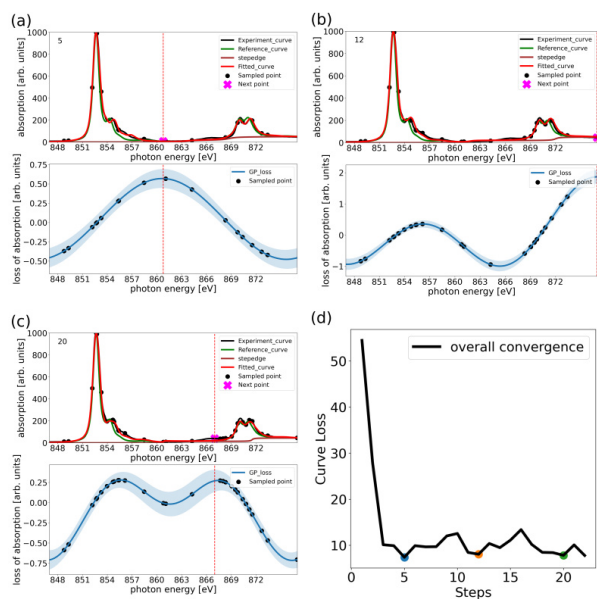 (a)
1000
800
600
400
200
0
absorption [arb. units]
5
Experiment_curve
Reference_curve
stepedge
Fitted_curve
Sampled point
Next point
848 851 854 857 860 863 866 869 872
photon energy [eV]
0.75
0.50
0.25
0.00
−0.25
−0.50
loss of absorption [arb. units]
GP_loss
Sampled point
848 851 854 857 860 863 866 869 872
photon energy [eV]
(b)
1000
800
600
400
200
0
absorption [arb. units]
12
Experiment_curve
Reference_curve
stepedge
Fitted_curve
Sampled point
Next point
848 851 854 857 860 863 866 869 872
photon energy [eV]
2
1
0
−1
loss of absorption [arb. units]
GP_loss
Sampled point
848 851 854 857 860 863 866 869 872
photon energy [eV]
(c)
1000
800
600
400
200
0
absorption [arb. units]
20
Experiment_curve
Reference_curve
stepedge
Fitted_curve
Sampled point
Next point
848 851 854 857 860 863 866 869 872
photon energy [eV]
0.50
0.25
0.00
−0.25
−0.50
−0.75
loss of absorption [arb. units]
GP_loss
Sampled point
848 851 854 857 860 863 866 869 872
photon energy [eV]
(d)
50
40
30
20
10
Curve Loss
overall convergence
0 5 10 15 20
Steps